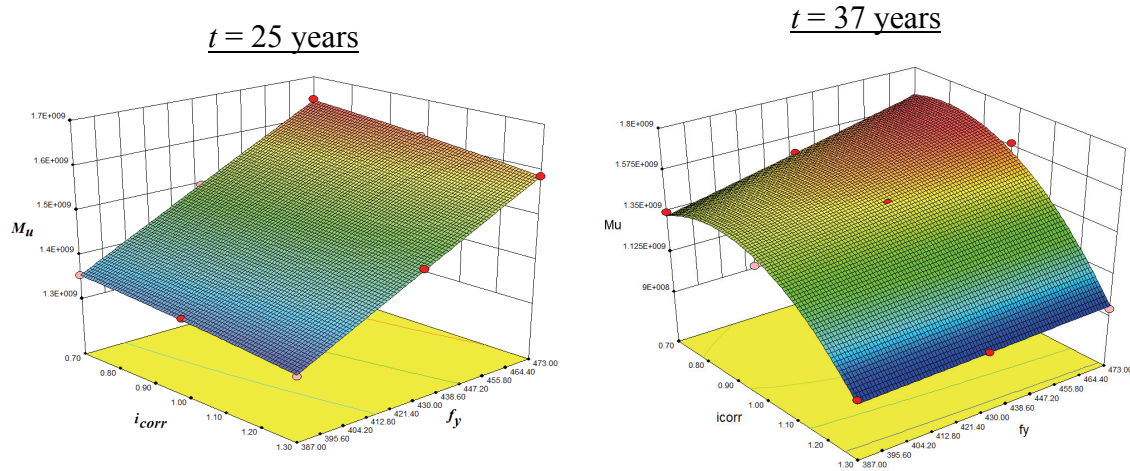 t = 25 years
1.7E+009
1.6E+009
1.5E+009
1.4E+009
1.3E+009
Mu
0.70
0.80
0.90
1.00
1.10
1.20
1.30
icorr
387.00
395.60
404.20
412.80
421.40
430.00
438.60
447.20
455.80
464.40
473.00
fy
t = 37 years
1.8E+009
1.575E+009
1.35E+009
1.125E+009
9E+008
Mu
0.70
0.80
0.90
1.00
1.10
1.20
1.30
icorr
387.00
395.60
404.20
412.80
421.40
430.00
438.60
447.20
455.80
464.40
473.00
fy